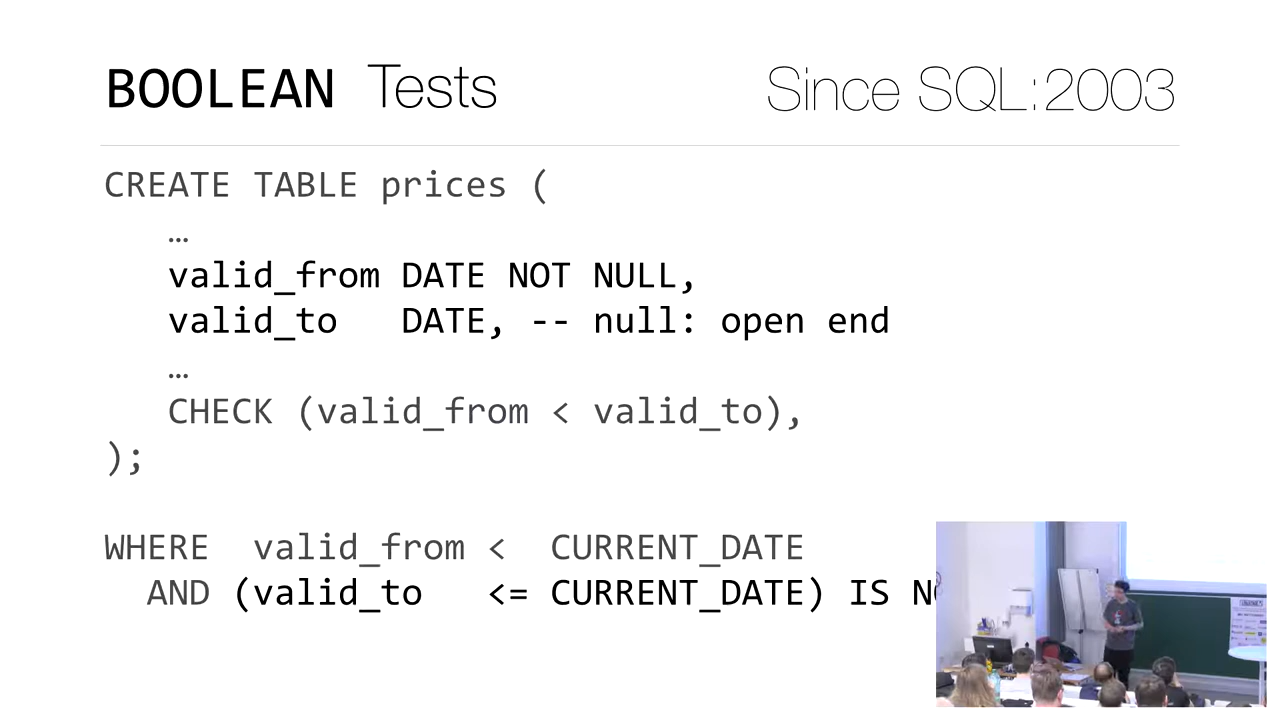 BOOLEAN Tests Since SQL:2003
CREATE TABLE prices (
…
valid_from DATE NOT NULL,
valid_to DATE, -- null: open end
…
CHECK (valid_from < valid_to),
);
WHERE valid_from < CURRENT_DATE
AND (valid_to <= CURRENT_DATE) IS